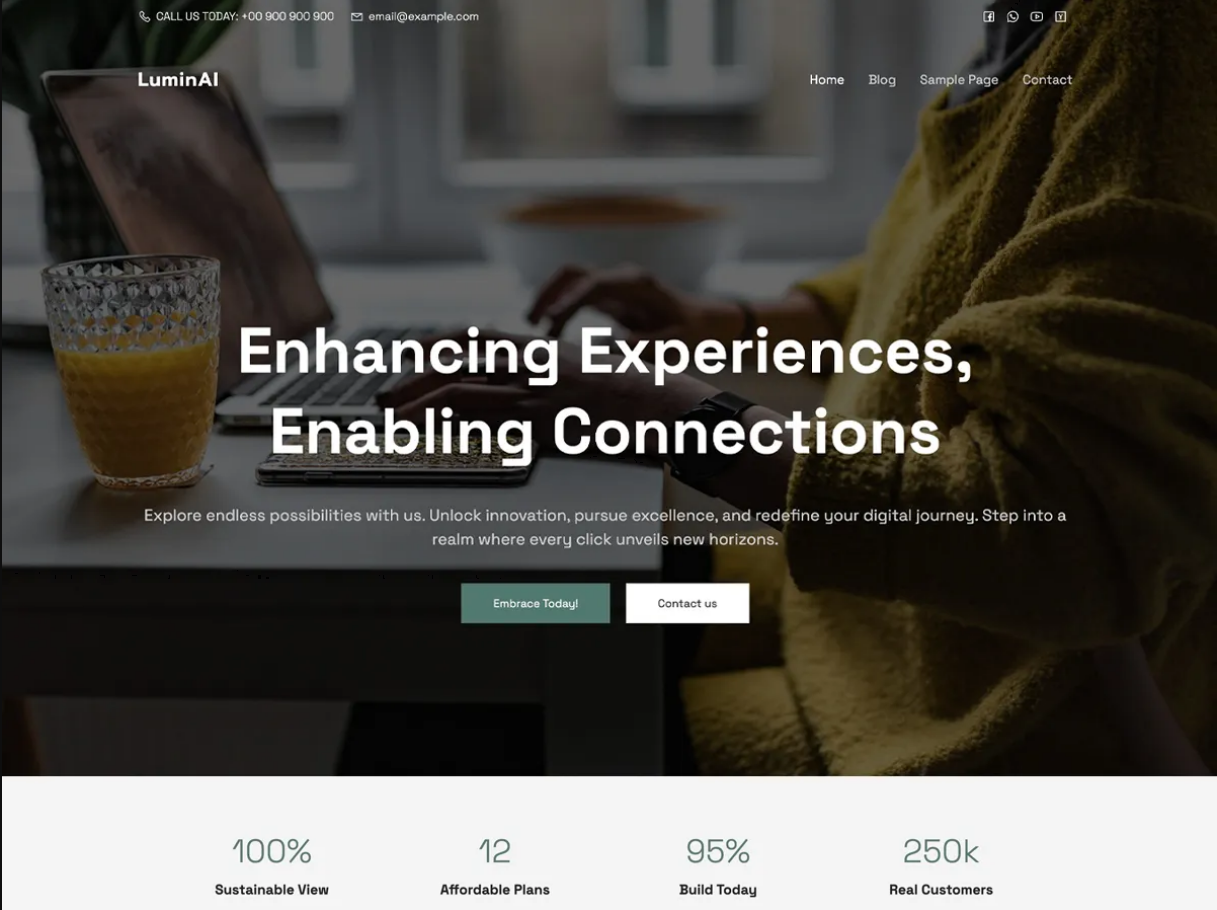 CALL US TODAY: +00 900 900 900 email@example.com
LuminAI
Home Blog Sample Page Contact
Enhancing Experiences,
Enabling Connections
Explore endless possibilities with us. Unlock innovation, pursue excellence, and redefine your digital journey. Step into a
realm where every click unveils new horizons.
Embrace Today! Contact us
100% 12 95% 250k
Sustainable View Affordable Plans Build Today Real Customers